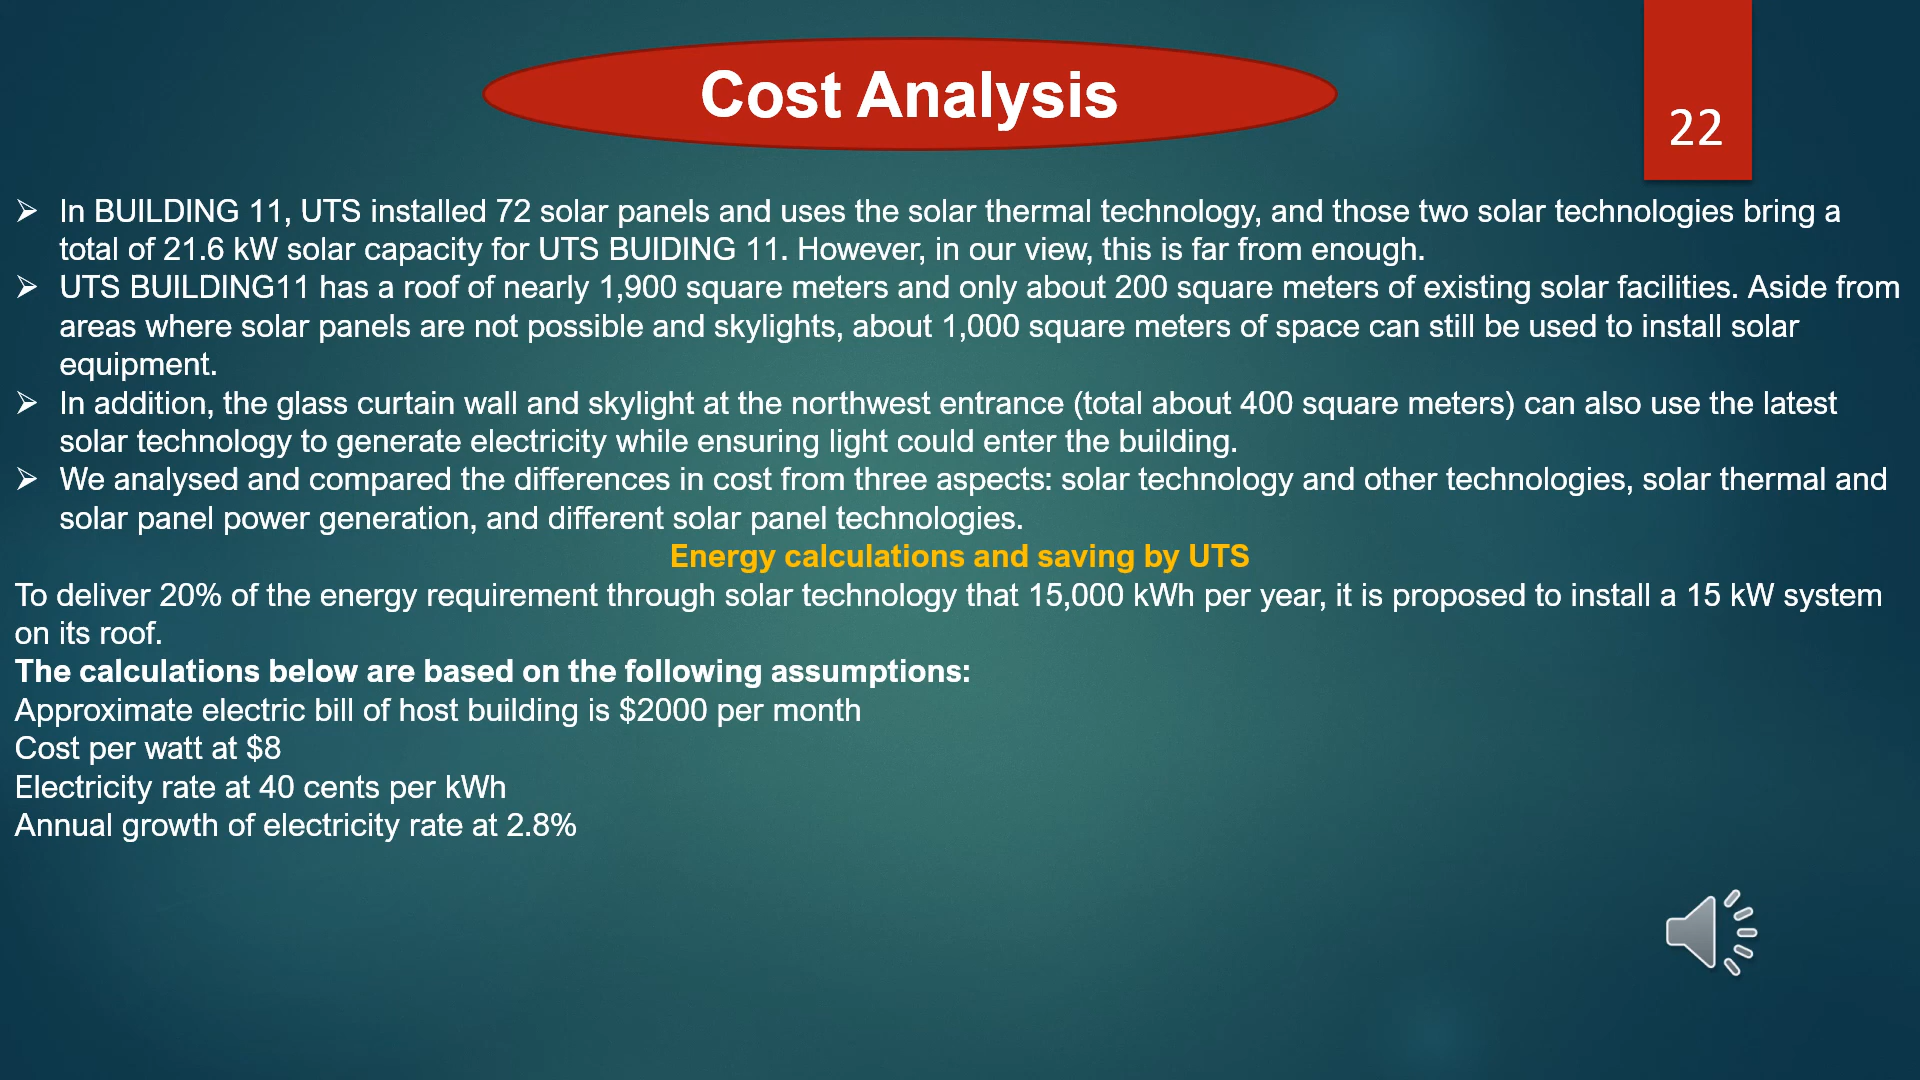 Cost Analysis
22
➢ In BUILDING 11, UTS installed 72 solar panels and uses the solar thermal technology, and those two solar technologies bring a
total of 21.6 kW solar capacity for UTS BUIDING 11. However, in our view, this is far from enough.
➢ UTS BUILDING11 has a roof of nearly 1,900 square meters and only about 200 square meters of existing solar facilities. Aside from
areas where solar panels are not possible and skylights, about 1,000 square meters of space can still be used to install solar
equipment.
➢ In addition, the glass curtain wall and skylight at the northwest entrance (total about 400 square meters) can also use the latest
solar technology to generate electricity while ensuring light could enter the building.
➢ We analysed and compared the differences in cost from three aspects: solar technology and other technologies, solar thermal and
solar panel power generation, and different solar panel technologies.
Energy calculations and saving by UTS
To deliver 20% of the energy requirement through solar technology that 15,000 kWh per year, it is proposed to install a 15 kW system
on its roof.
The calculations below are based on the following assumptions:
Approximate electric bill of host building is $2000 per month
Cost per watt at $8
Electricity rate at 40 cents per kWh
Annual growth of electricity rate at 2.8%